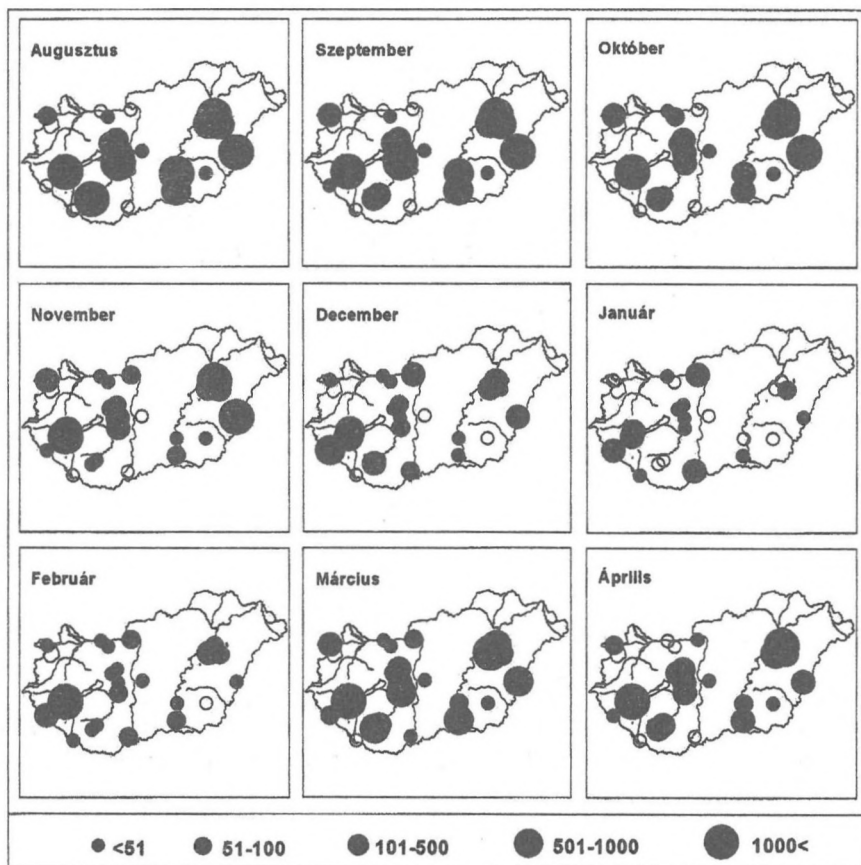 Augusztus
Szeptember
Október
November
December
Január
Február
Március
Április
<51
51-100
101-500
501-1000
1000<